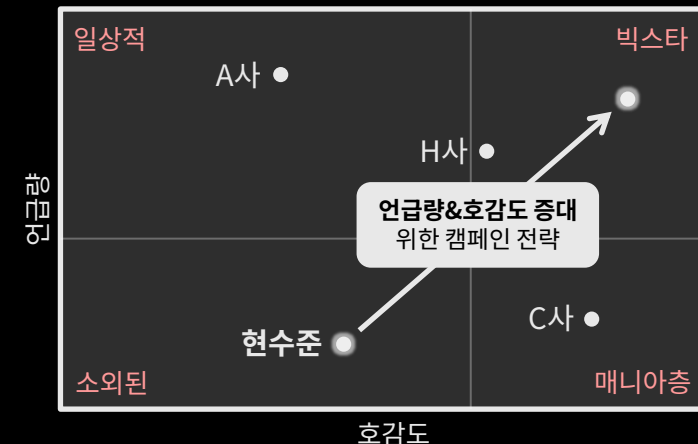 일상적
빅스타
A사
H사
언급량
언급량&호감도 증대
위한 캠페인 전략
C사
현수준
소외된
매니아층
호감도